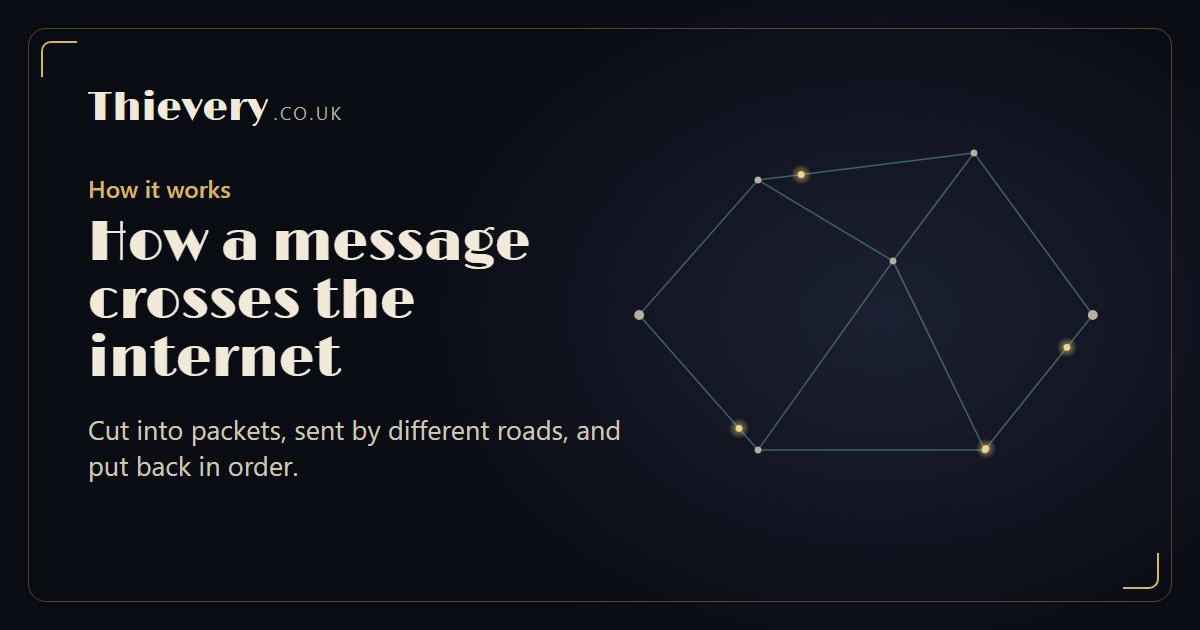 Thievery.CO.UK
How it works
How a message
crosses the
internet
Cut into packets, sent by different roads, and
put back in order.